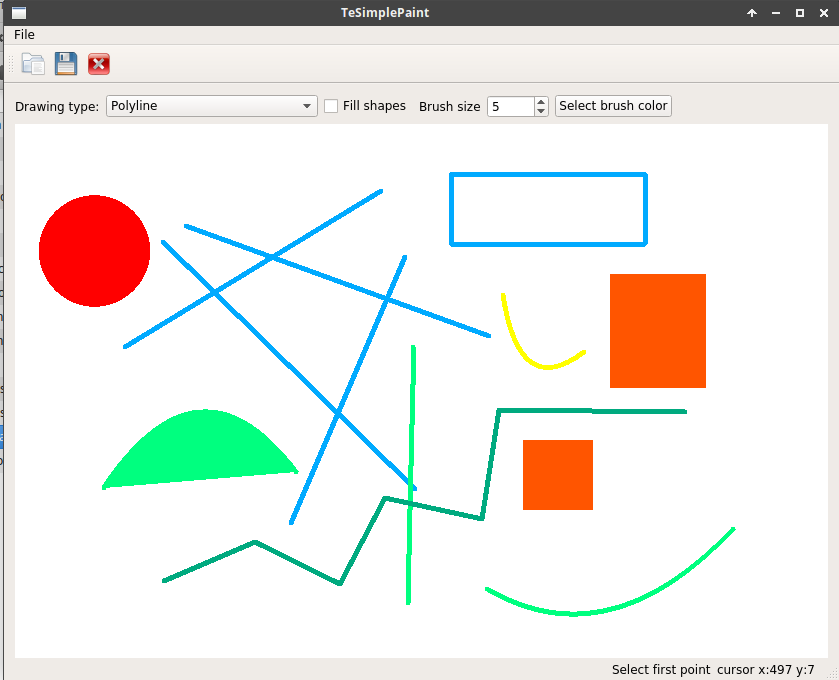 TeSimplePaint
File
Drawing type: Polyline Fill shapes Brush size 5 Select brush color
Select first point cursor x:497 y:7